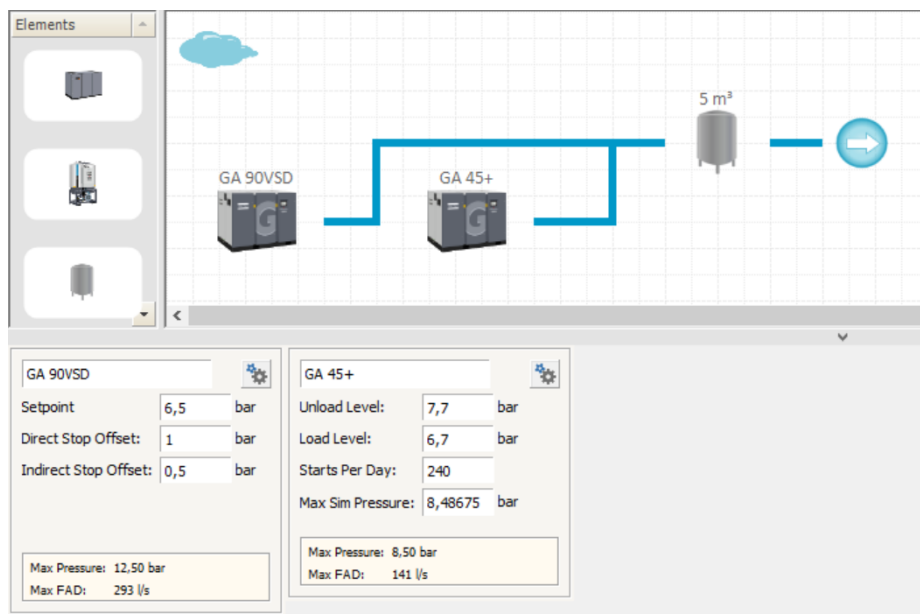 Elements
5 m³
GA 90VSD
GA 45+
GA 90VSD
Setpoint 6,5 bar
Direct Stop Offset: 1 bar
Indirect Stop Offset: 0,5 bar
Max Pressure: 12,50 bar
Max FAD: 293 l/s
GA 45+
Unload Level: 7,7 bar
Load Level: 6,7 bar
Starts Per Day: 240
Max Sim Pressure: 8,48675 bar
Max Pressure: 8,50 bar
Max FAD: 141 l/s